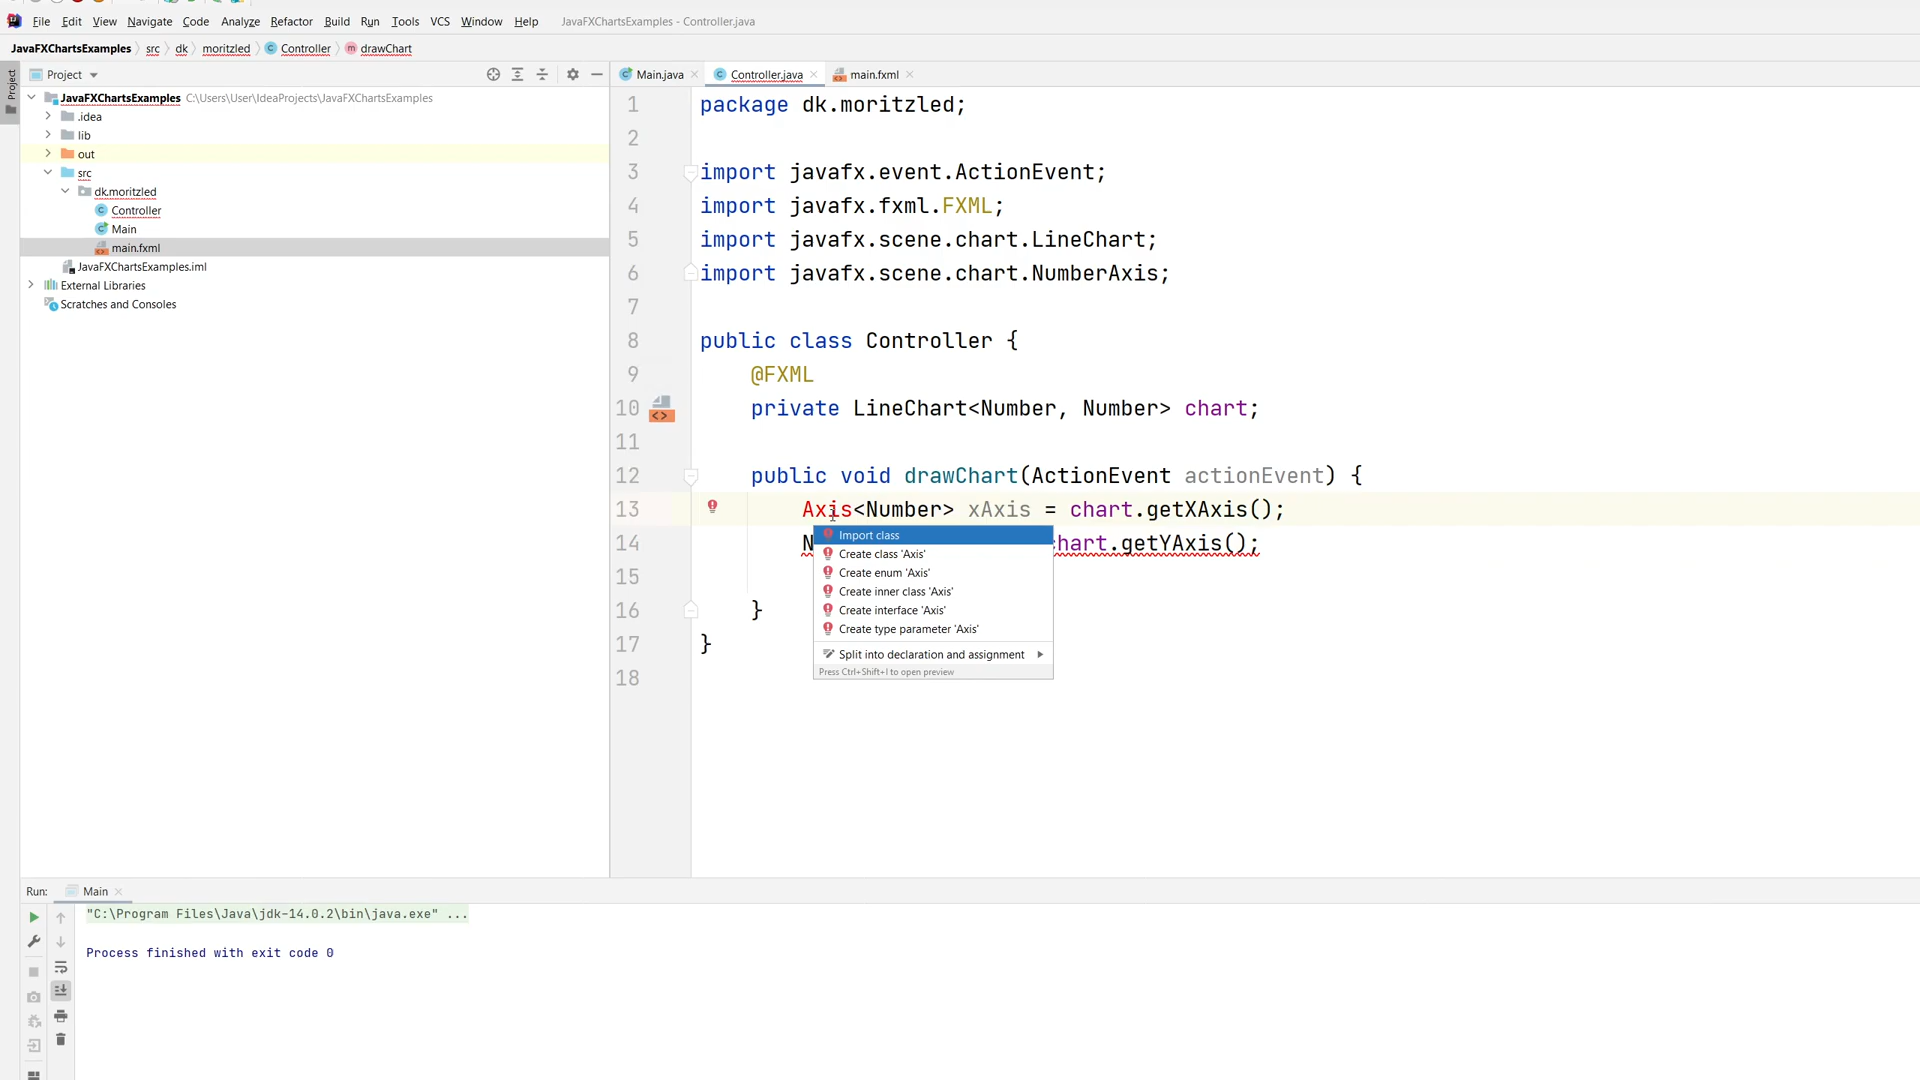 File Edit View Navigate Code Analyze Refactor Build Run Tools VCS Window Help JavaFXChartsExamples - Controller.java
JavaFXChartsExamples src dk moritzled Controller drawChart
Project
Project
JavaFXChartsExamples C:\Users\User\IdeaProjects\JavaFXChartsExamples
.idea
lib
out
src
dk.moritzled
Controller
Main
main.fxml
JavaFXChartsExamples.iml
External Libraries
Scratches and Consoles
Main.java Controller.java main.fxml
1 package dk.moritzled;
2
3 import javafx.event.ActionEvent;
4 import javafx.fxml.FXML;
5 import javafx.scene.chart.LineChart;
6 import javafx.scene.chart.NumberAxis;
7
8 public class Controller {
9 @FXML
10 private LineChart<Number, Number> chart;
11
12 public void drawChart(ActionEvent actionEvent) {
13 Axis<Number> xAxis = chart.getXAxis();
14 N chart.getYAxis();
15
16 }
17 }
18
Import class
Create class 'Axis'
Create enum 'Axis'
Create inner class 'Axis'
Create interface 'Axis'
Create type parameter 'Axis'
Split into declaration and assignment
Press Ctrl+Shift+I to open preview
Run: Main
"C:\Program Files\Java\jdk-14.0.2\bin\java.exe" ...
Process finished with exit code 0